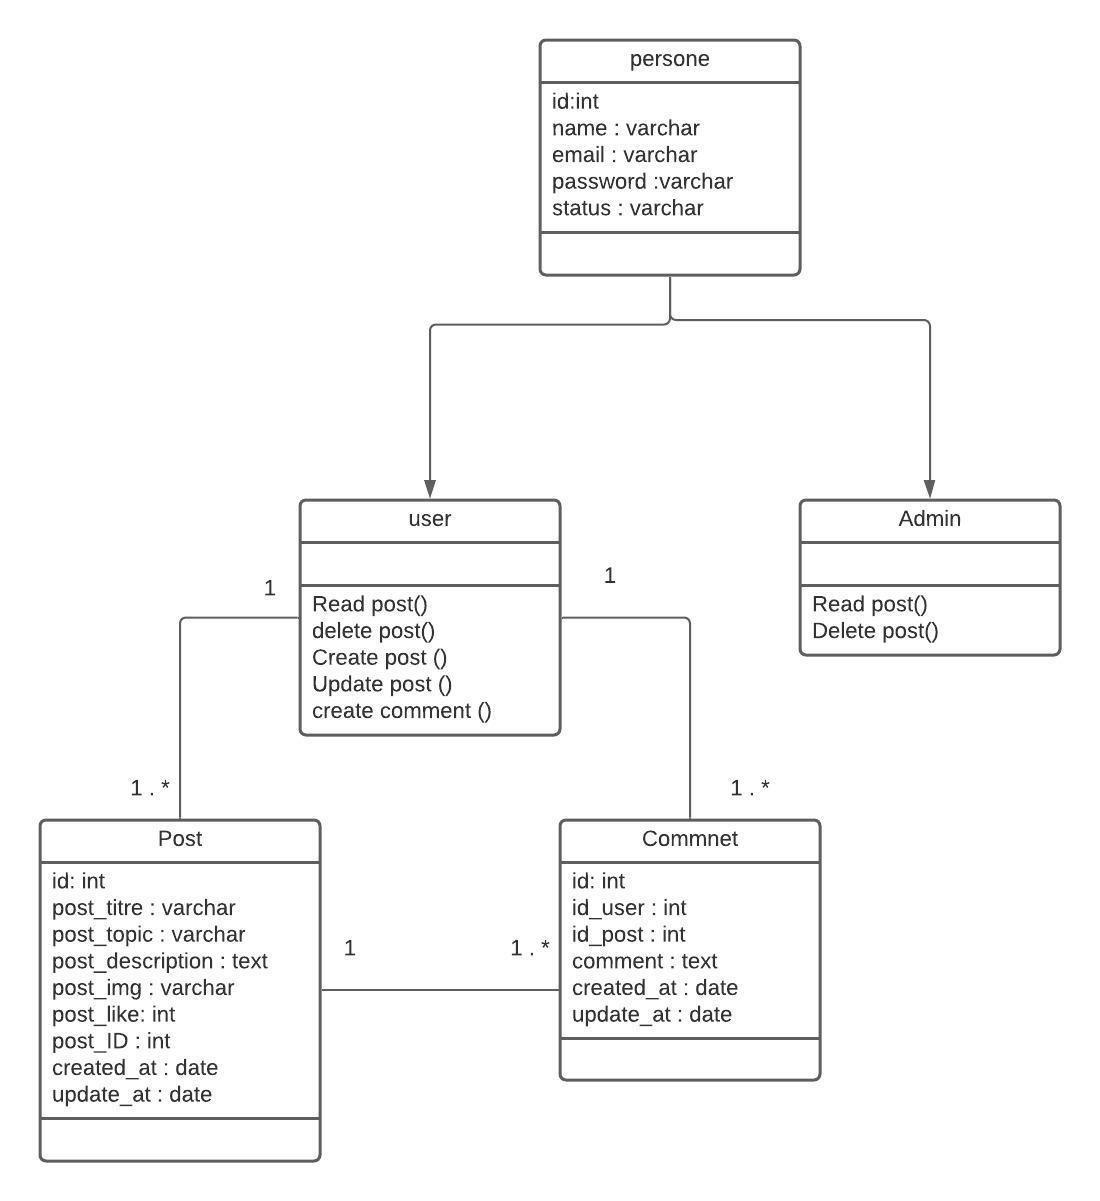 persone
id:int
name : varchar
email : varchar
password :varchar
status : varchar
user
Read post()
delete post()
Create post ()
Update post ()
create comment ()
Admin
Read post()
Delete post()
1
1
1 . *
1 . *
Post
id: int
post_titre : varchar
post_topic : varchar
post_description : text
post_img : varchar
post_like: int
post_ID : int
created_at : date
update_at : date
1
1 . *
Commnet
id: int
id_user : int
id_post : int
comment : text
created_at : date
update_at : date